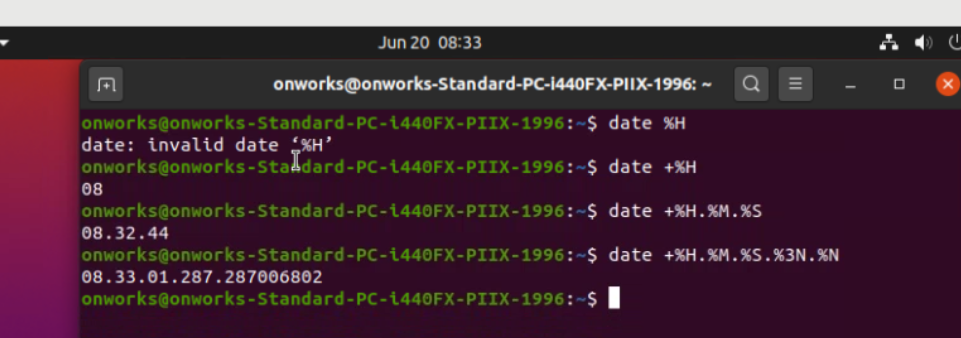 Jun 20 08:33
onworks@onworks-Standard-PC-i440FX-PIIX-1996: ~
onworks@onworks-Standard-PC-i440FX-PIIX-1996:~$ date %H
date: invalid date ‘%H’
onworks@onworks-Standard-PC-i440FX-PIIX-1996:~$ date +%H
08
onworks@onworks-Standard-PC-i440FX-PIIX-1996:~$ date +%H.%M.%S
08.32.44
onworks@onworks-Standard-PC-i440FX-PIIX-1996:~$ date +%H.%M.%S.%3N.%N
08.33.01.287.287006802
onworks@onworks-Standard-PC-i440FX-PIIX-1996:~$